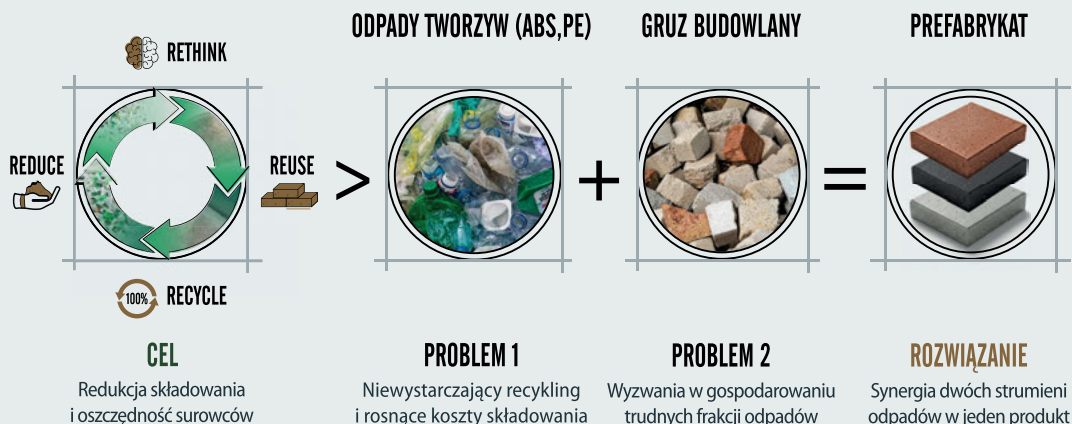 RETHINK
REDUCE
REUSE
100%
RECYCLE
>
ODPADY TWORZYW (ABS,PE)
+
GRUZ BUDOWLANY
=
PREFABRYKAT
CEL
Redukcja składowania
i oszczędność surowców
PROBLEM 1
Niewystarczający recykling
i rosnące koszty składowania
PROBLEM 2
Wyzwania w gospodarowaniu
trudnych frakcji odpadów
ROZWIĄZANIE
Synergia dwóch strumieni
odpadów w jeden produkt